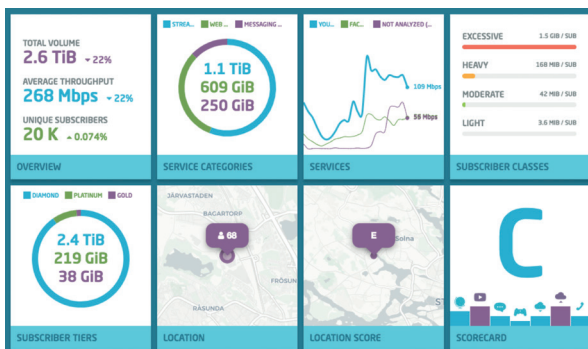 TOTAL VOLUME
2.6 TiB 22%
AVERAGE THROUGHPUT
268 Mbps 22%
UNIQUE SUBSCRIBERS
20 K 0.074%
OVERVIEW
STREA... WEB ... MESSAGING ...
1.1 TiB
609 GiB
250 GiB
SERVICE CATEGORIES
YOU... FAC... NOT ANALYZED (...
109 Mbps
58 Mbps
SERVICES
EXCESSIVE 1.5 GIB / SUB
HEAVY 168 MIB / SUB
MODERATE 42 MIB / SUB
LIGHT 3.6 MIB / SUB
SUBSCRIBER CLASSES
DIAMOND PLATINUM GOLD
2.4 TiB
219 GiB
38 GiB
SUBSCRIBER TIERS
JÄRVASTADEN
BAGARTORP
68
FRÖSUN
RÅSUNDA
LOCATION
E
Solna
ST
LOCATION SCORE
C
SCORECARD